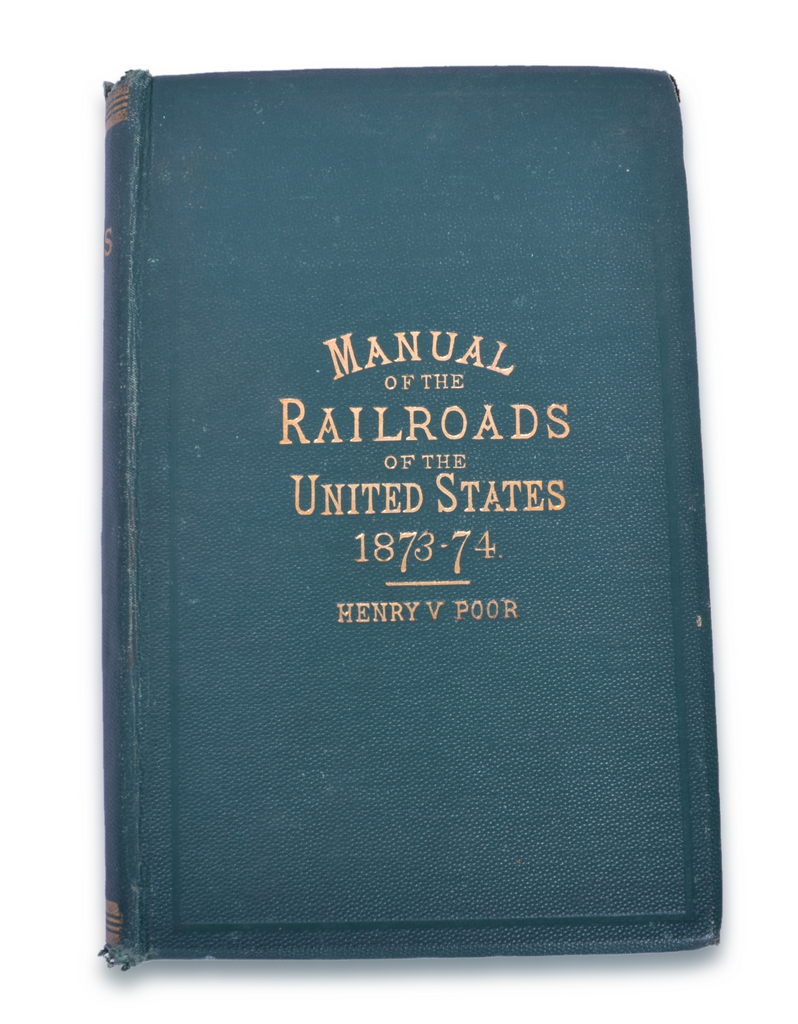 MANUAL
OF THE
RAILROADS
OF THE
UNITED STATES
1873-74.
HENRY V POOR
S